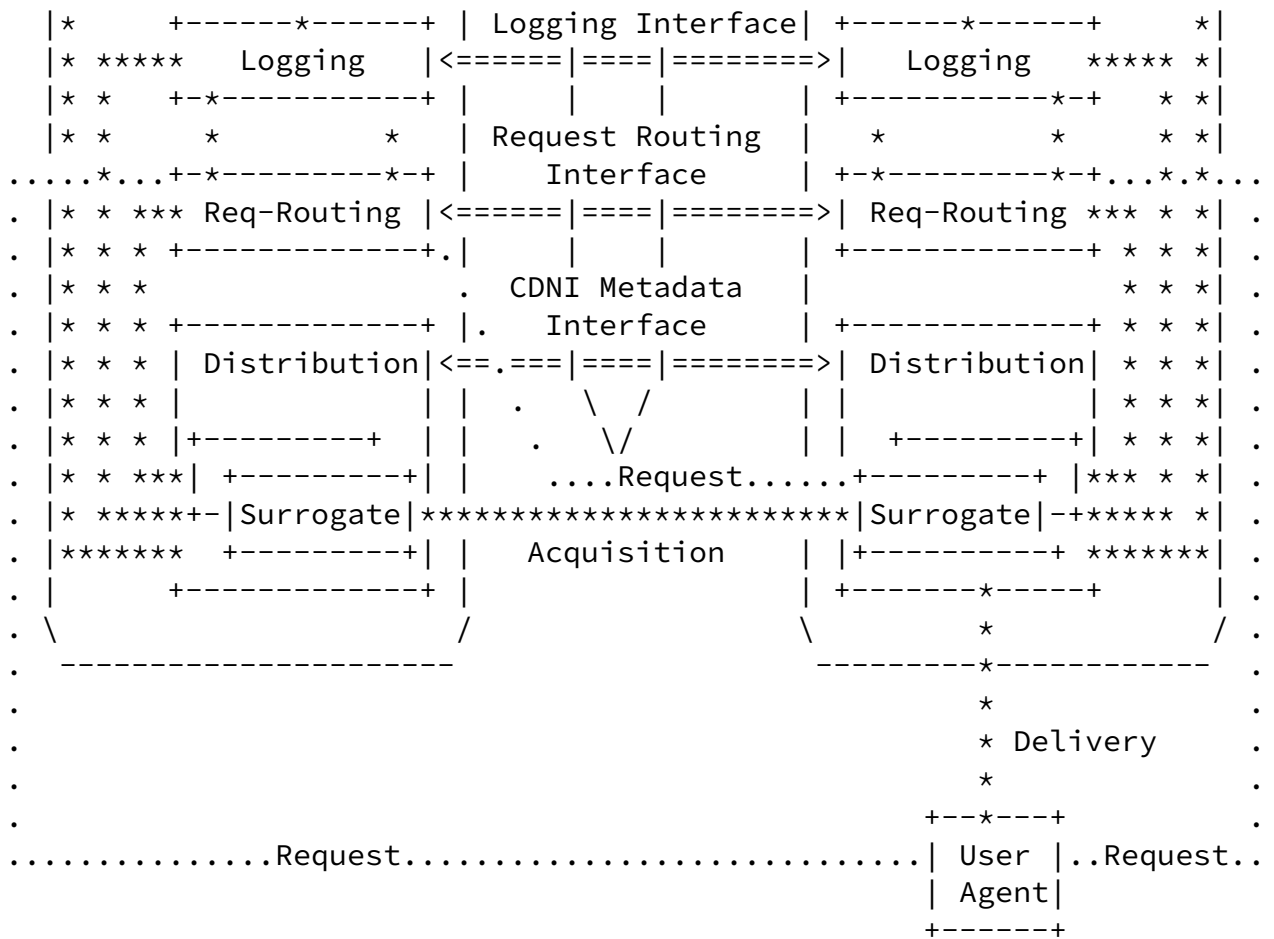 Logging Interface
Logging Logging
Request Routing
Interface
Req-Routing Req-Routing
CDNI Metadata
Interface
Distribution Distribution
Request
Surrogate Surrogate
Acquisition
Delivery
Request User Request
Agent